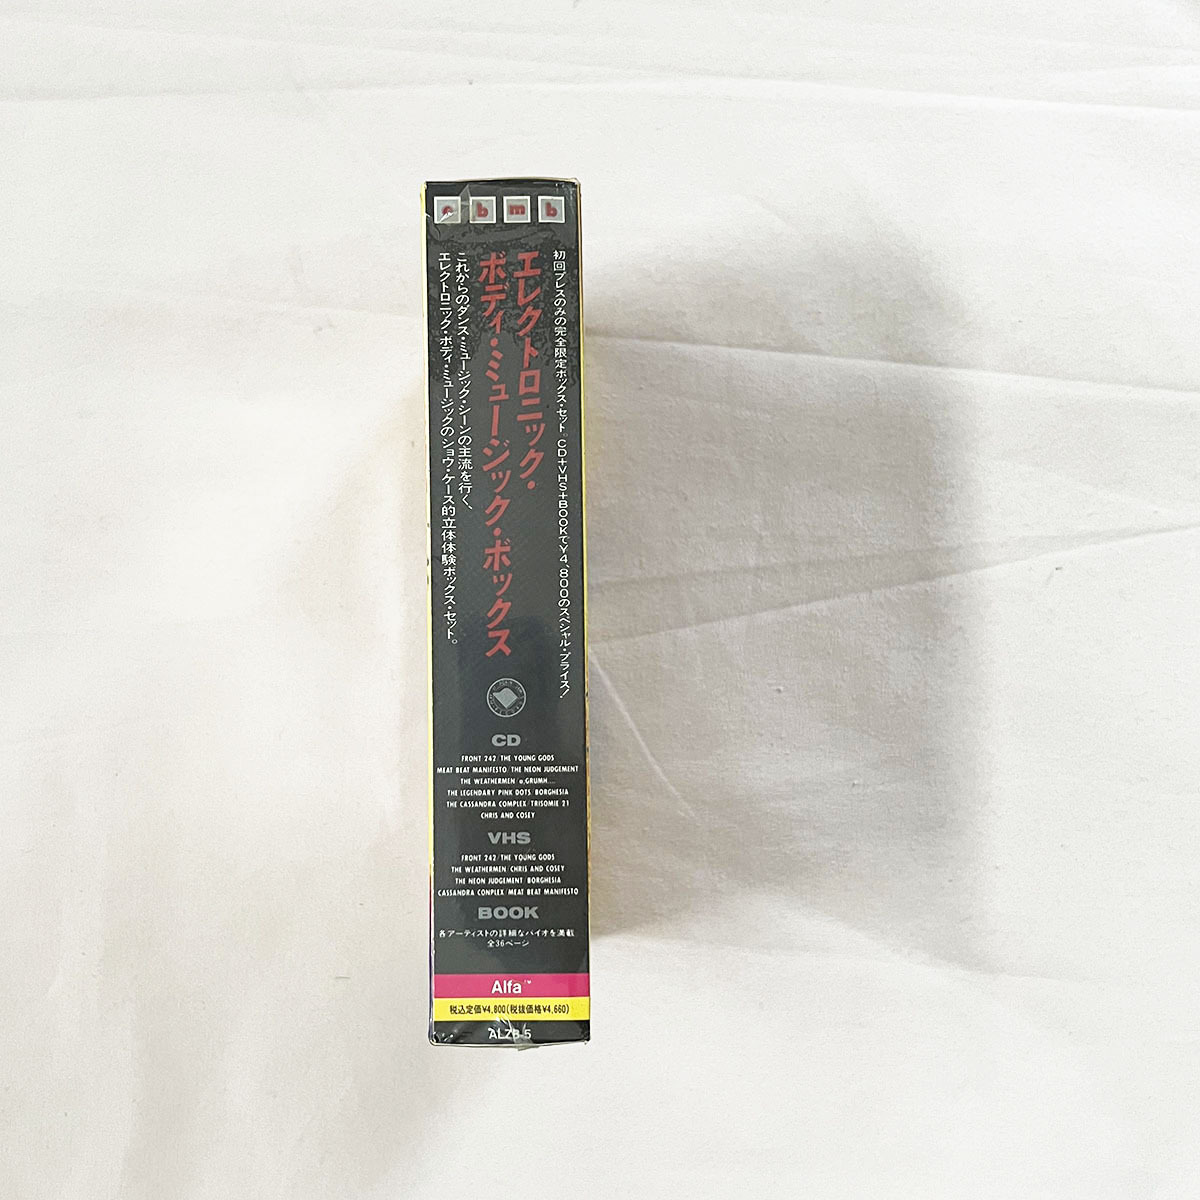 e b m b
初回プレスのみの完全限定ボックス・セット。CD+VHS+BOOKで¥4,800のスペシャル・プライス!
エレクトロニック・
ボディ・ミュージック・ボックス
これからのダンス・ミュージック・シーンの主流を行く、
エレクトロニック・ボディ・ミュージックのショウ・ケース的立体体験ボックス・セット。
CD
FRONT 242/THE YOUNG GODS
MEAT BEAT MANIFESTO/THE NEON JUDGEMENT
THE WEATHERMEN/a;GRUMH....
THE LEGENDARY PINK DOTS/BORGHESIA
THE CASSANDRA COMPLEX/TRISOMIE 21
CHRIS AND COSEY
VHS
FRONT 242/THE YOUNG GODS
THE WEATHERMEN/CHRIS AND COSEY
THE NEON JUDGEMENT/BORGHESIA
CASSANDRA CONPLEX/MEAT BEAT MANIFESTO
BOOK
各アーティストの詳細なバイオを満載
全36ページ
Alfa™
税込定価¥4,800(税抜価格¥4,660)
ALZB-5